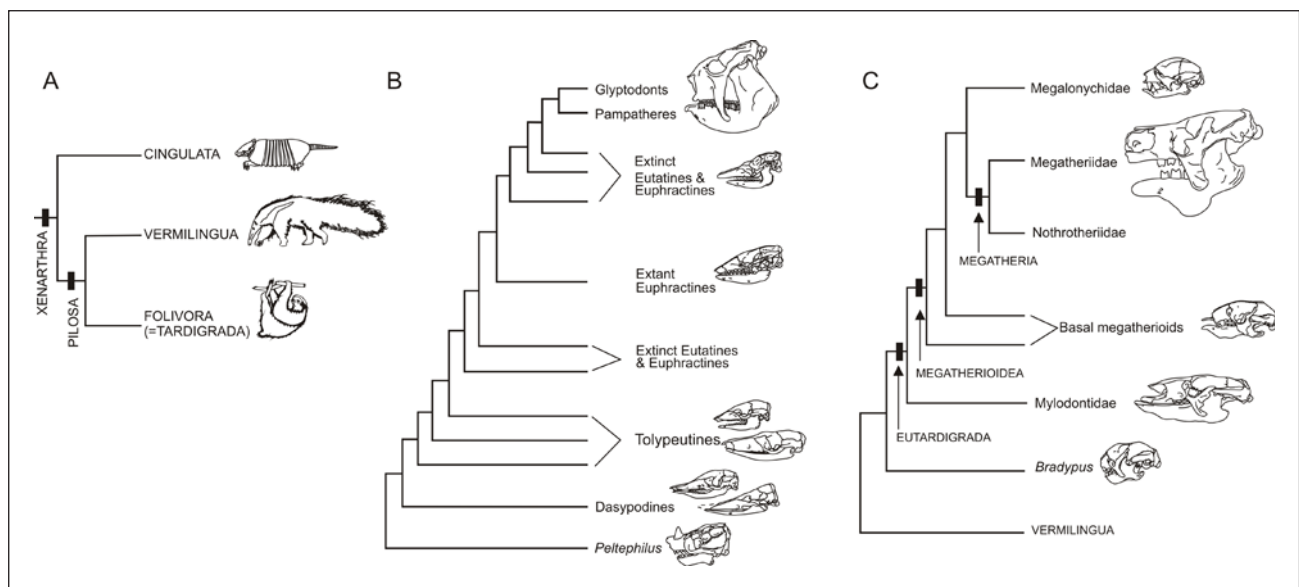 A
CINGULATA
VERMILINGUA
FOLIVORA
(=TARDIGRADA)
XENARTHRA
PILOSA
B
Glyptodonts
Pampatheres
Extinct
Eutatines &
Euphractines
Extant
Euphractines
Extinct Eutatines
& Euphractines
Tolypeutines
Dasypodines
Peltephilus
C
Megalonychidae
Megatheriidae
Nothrotheriidae
MEGATHERIA
Basal megatherioids
MEGATHERIOIDEA
Mylodontidae
EUTARDIGRADA
Bradypus
VERMILINGUA